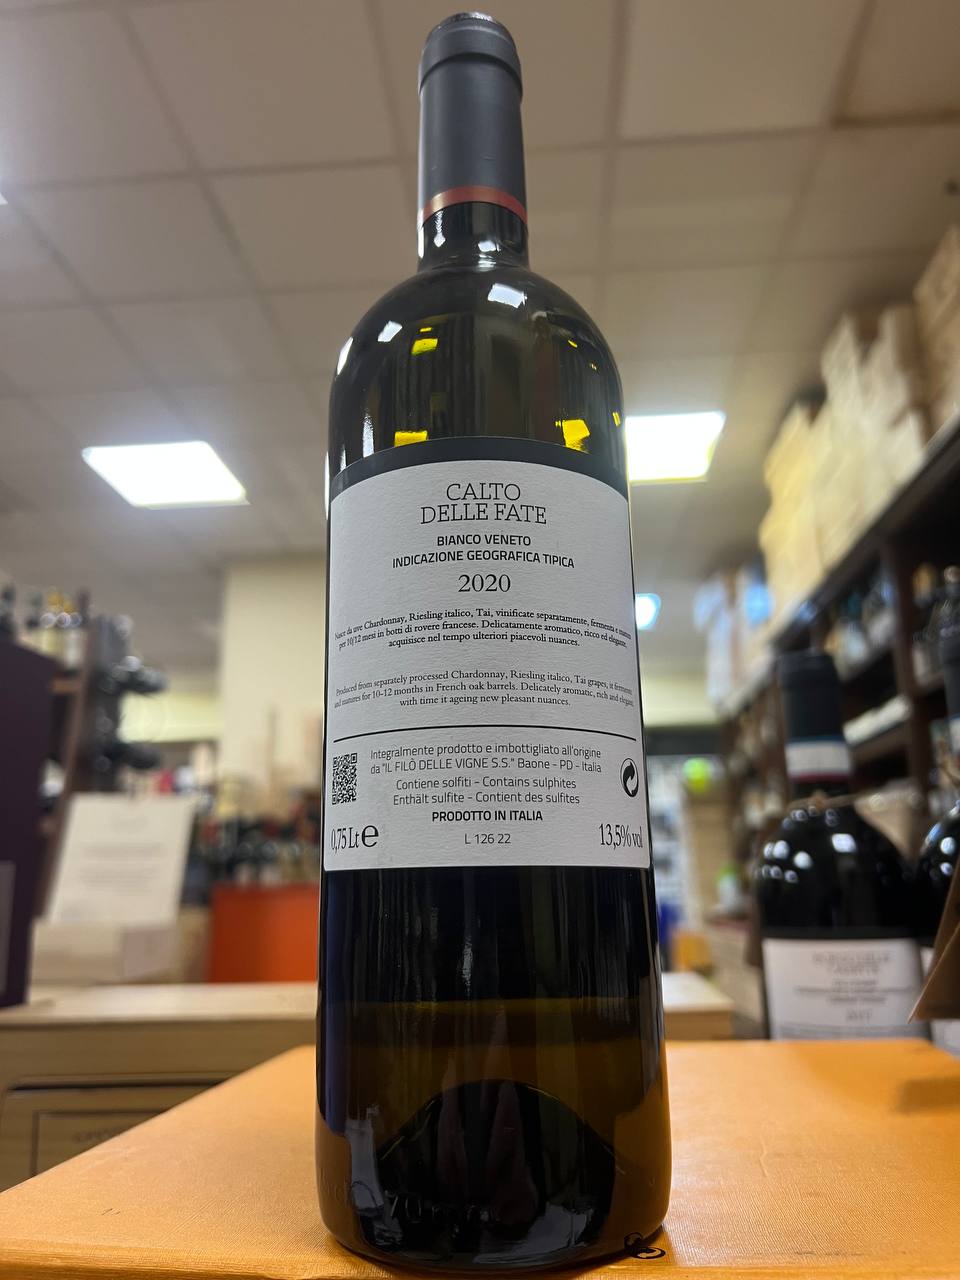 CALTO
DELLE FATE
BIANCO VENETO
INDICAZIONE GEOGRAFICA TIPICA
2020
Nasce da uve Chardonnay, Riesling italico, Tai, vinificate separatamente, fermenta e matura
per 10/12 mesi in botti di rovere francese. Delicatamente aromatico, ricco ed elegante,
acquisisce nel tempo ulteriori piacevoli nuances.
Produced from separately processed Chardonnay, Riesling italico, Tai grapes, it ferments
and matures for 10-12 months in French oak barrels. Delicately aromatic, rich and elegant,
with time it ageing new pleasant nuances.
Integralmente prodotto e imbottigliato all'origine
da "IL FILÒ DELLE VIGNE S.S." Baone - PD - Italia
Contiene solfiti - Contains sulphites
Enthält sulfite - Contient des sulfites
PRODOTTO IN ITALIA
0,75 Lt e
L 126 22
13,5% vol